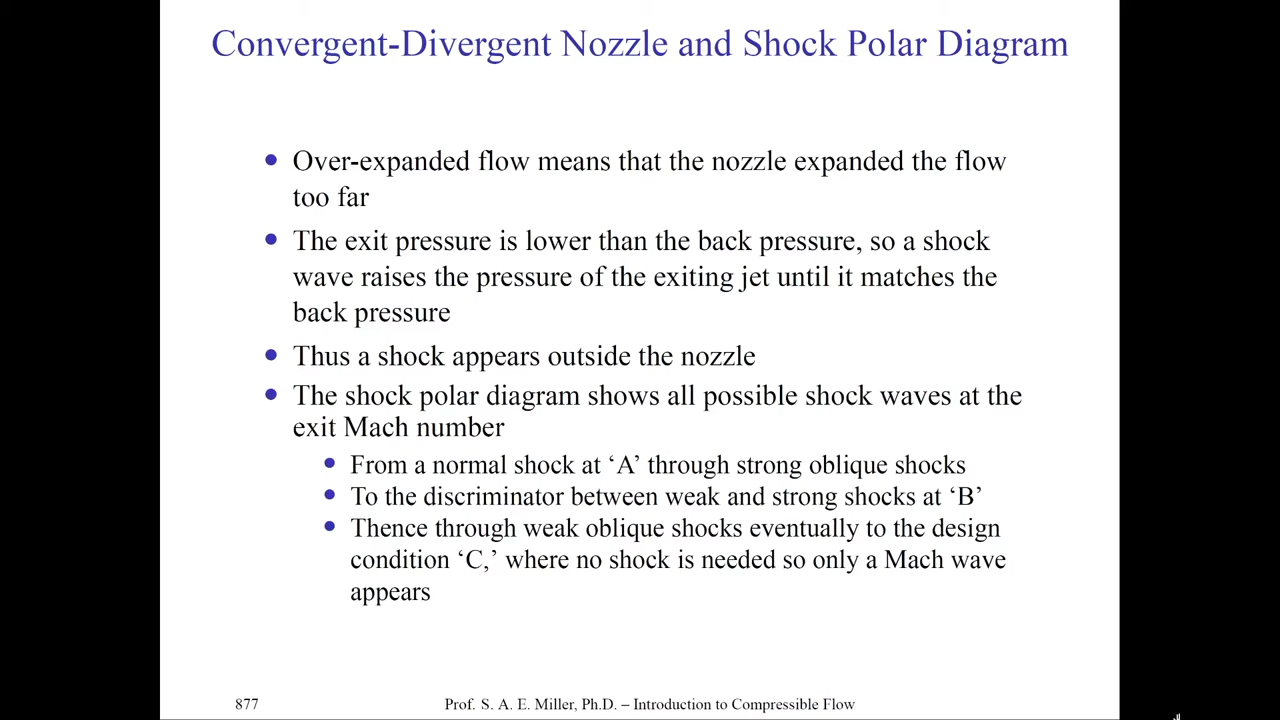 Convergent-Divergent Nozzle and Shock Polar Diagram
• Over-expanded flow means that the nozzle expanded the flow
too far
• The exit pressure is lower than the back pressure, so a shock
wave raises the pressure of the exiting jet until it matches the
back pressure
• Thus a shock appears outside the nozzle
• The shock polar diagram shows all possible shock waves at the
exit Mach number
• From a normal shock at ‘A’ through strong oblique shocks
• To the discriminator between weak and strong shocks at ‘B’
• Thence through weak oblique shocks eventually to the design
condition ‘C,’ where no shock is needed so only a Mach wave
appears
877
Prof. S. A. E. Miller, Ph.D. – Introduction to Compressible Flow